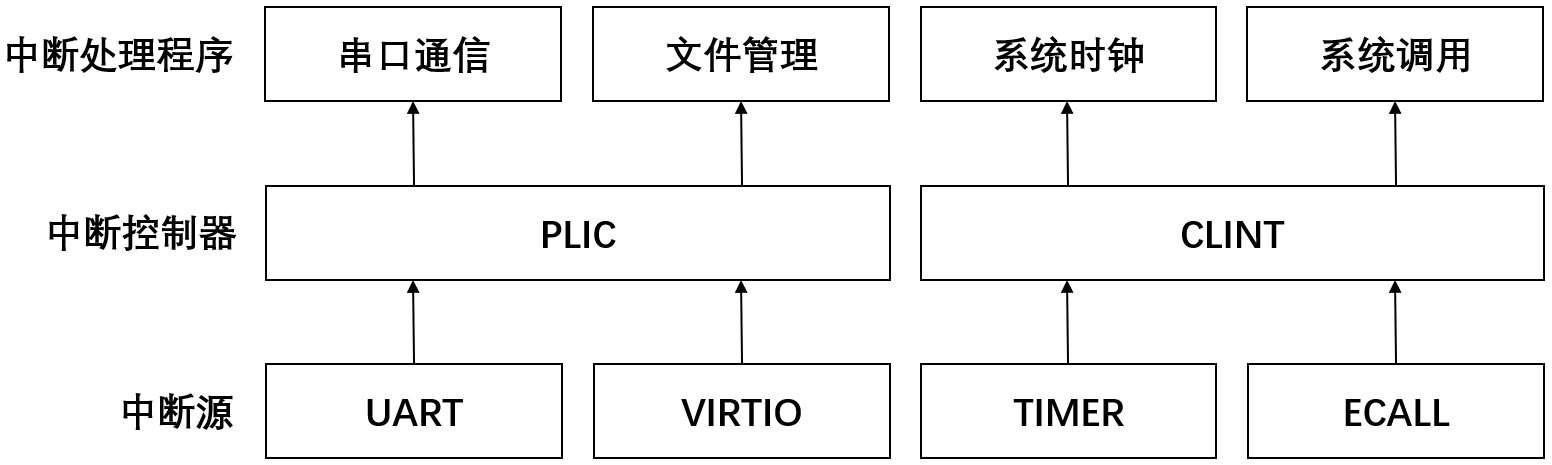 中断处理程序
串口通信
文件管理
系统时钟
系统调用
中断控制器
PLIC
CLINT
中断源
UART
VIRTIO
TIMER
ECALL